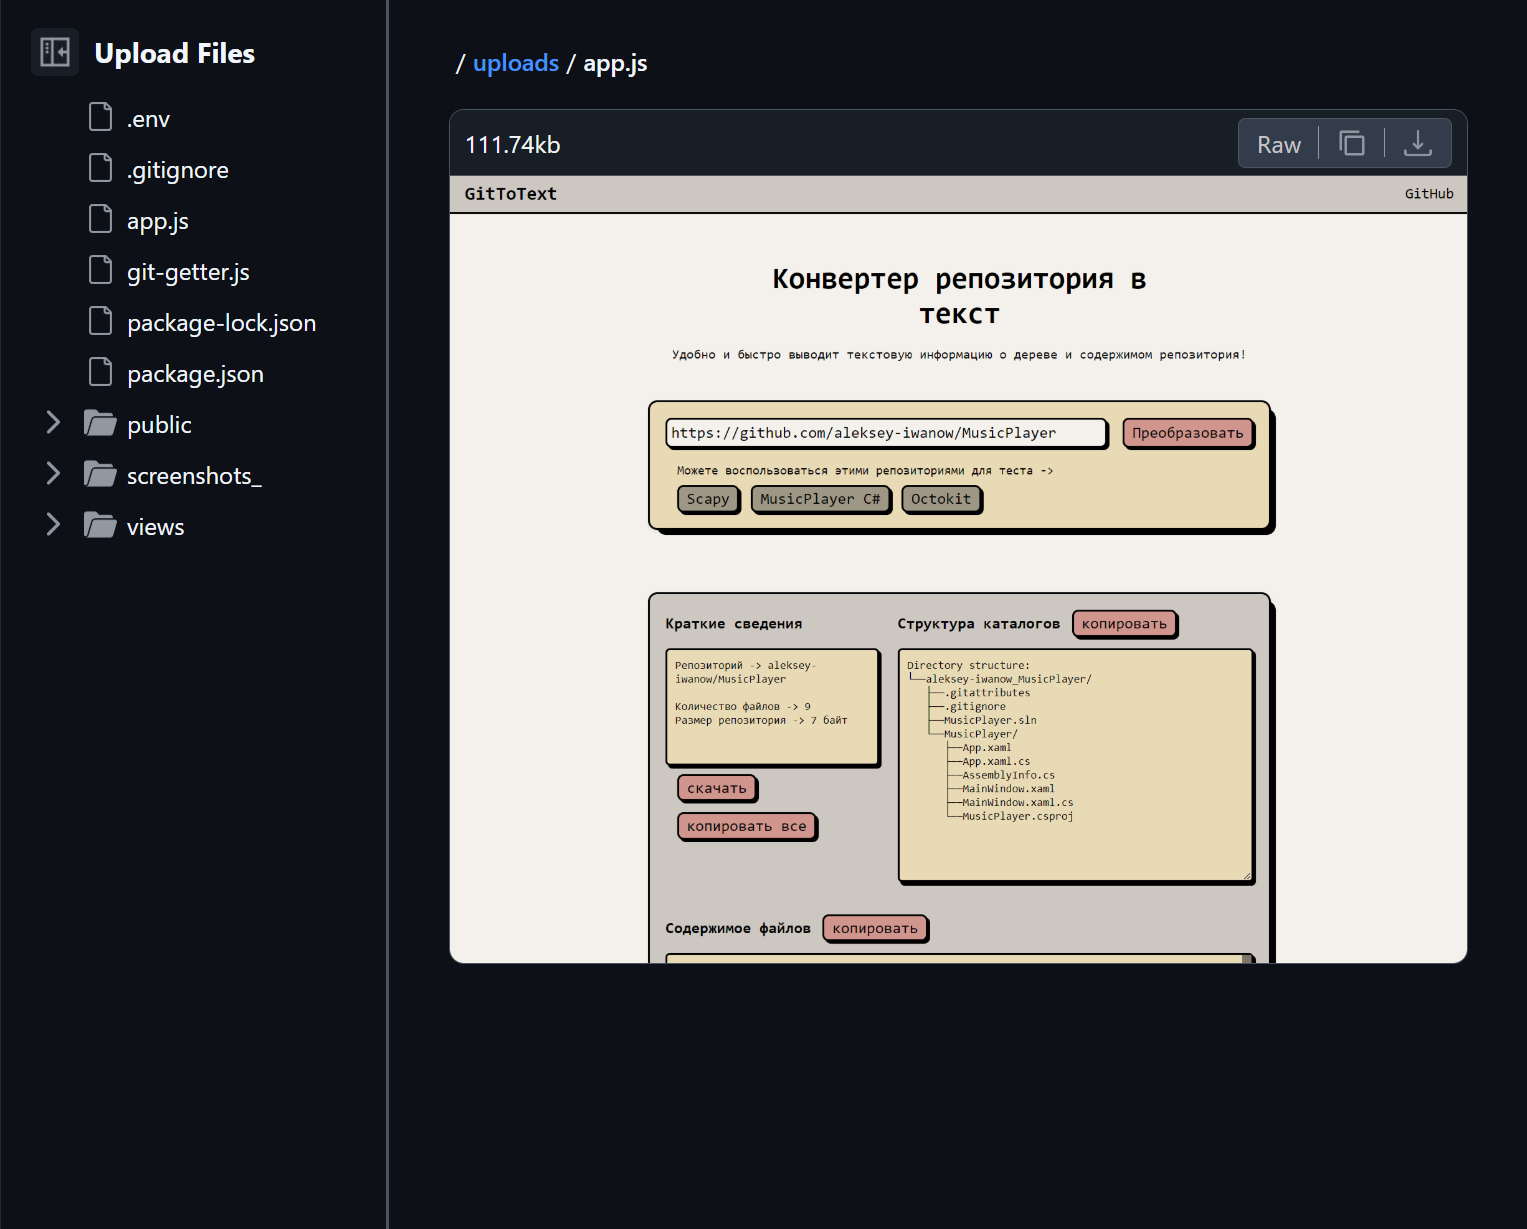 Upload Files
.env
.gitignore
app.js
git-getter.js
package-lock.json
package.json
public
screenshots_
views
/ uploads / app.js
111.74kb
Raw
GitToText
GitHub
Конвертер репозитория в
текст
Удобно и быстро выводит текстовую информацию о дереве и содержимом репозитория!
https://github.com/aleksey-iwanow/MusicPlayer
Преобразовать
Можете воспользоваться этими репозиториями для теста ->
Scapy
MusicPlayer C#
Octokit
Краткие сведения
Репозиторий -> aleksey-
iwanow/MusicPlayer
Количество файлов -> 9
Размер репозитория -> 7 байт
скачать
копировать все
Структура каталогов
копировать
Directory structure:
└──aleksey-iwanow_MusicPlayer/
├──.gitattributes
├──.gitignore
├──MusicPlayer.sln
└──MusicPlayer/
├──App.xaml
├──App.xaml.cs
├──AssemblyInfo.cs
├──MainWindow.xaml
├──MainWindow.xaml.cs
└──MusicPlayer.csproj
Содержимое файлов
копировать